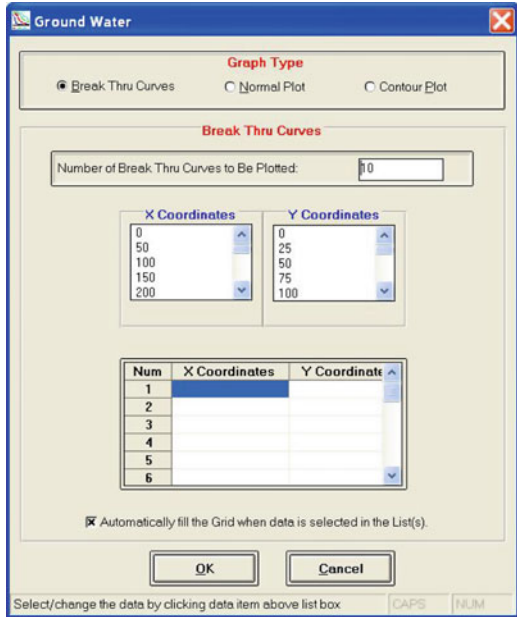 Ground Water
Graph Type
Break Thru Curves Normal Plot Contour Plot
Break Thru Curves
Number of Break Thru Curves to Be Plotted: 10
X Coordinates Y Coordinates
0 0
50 25
100 50
150 75
200 100
Num X Coordinates Y Coordinate
1
2
3
4
5
6
Automatically fill the Grid when data is selected in the List(s).
OK Cancel
Select/change the data by clicking data item above list box CAPS NUM